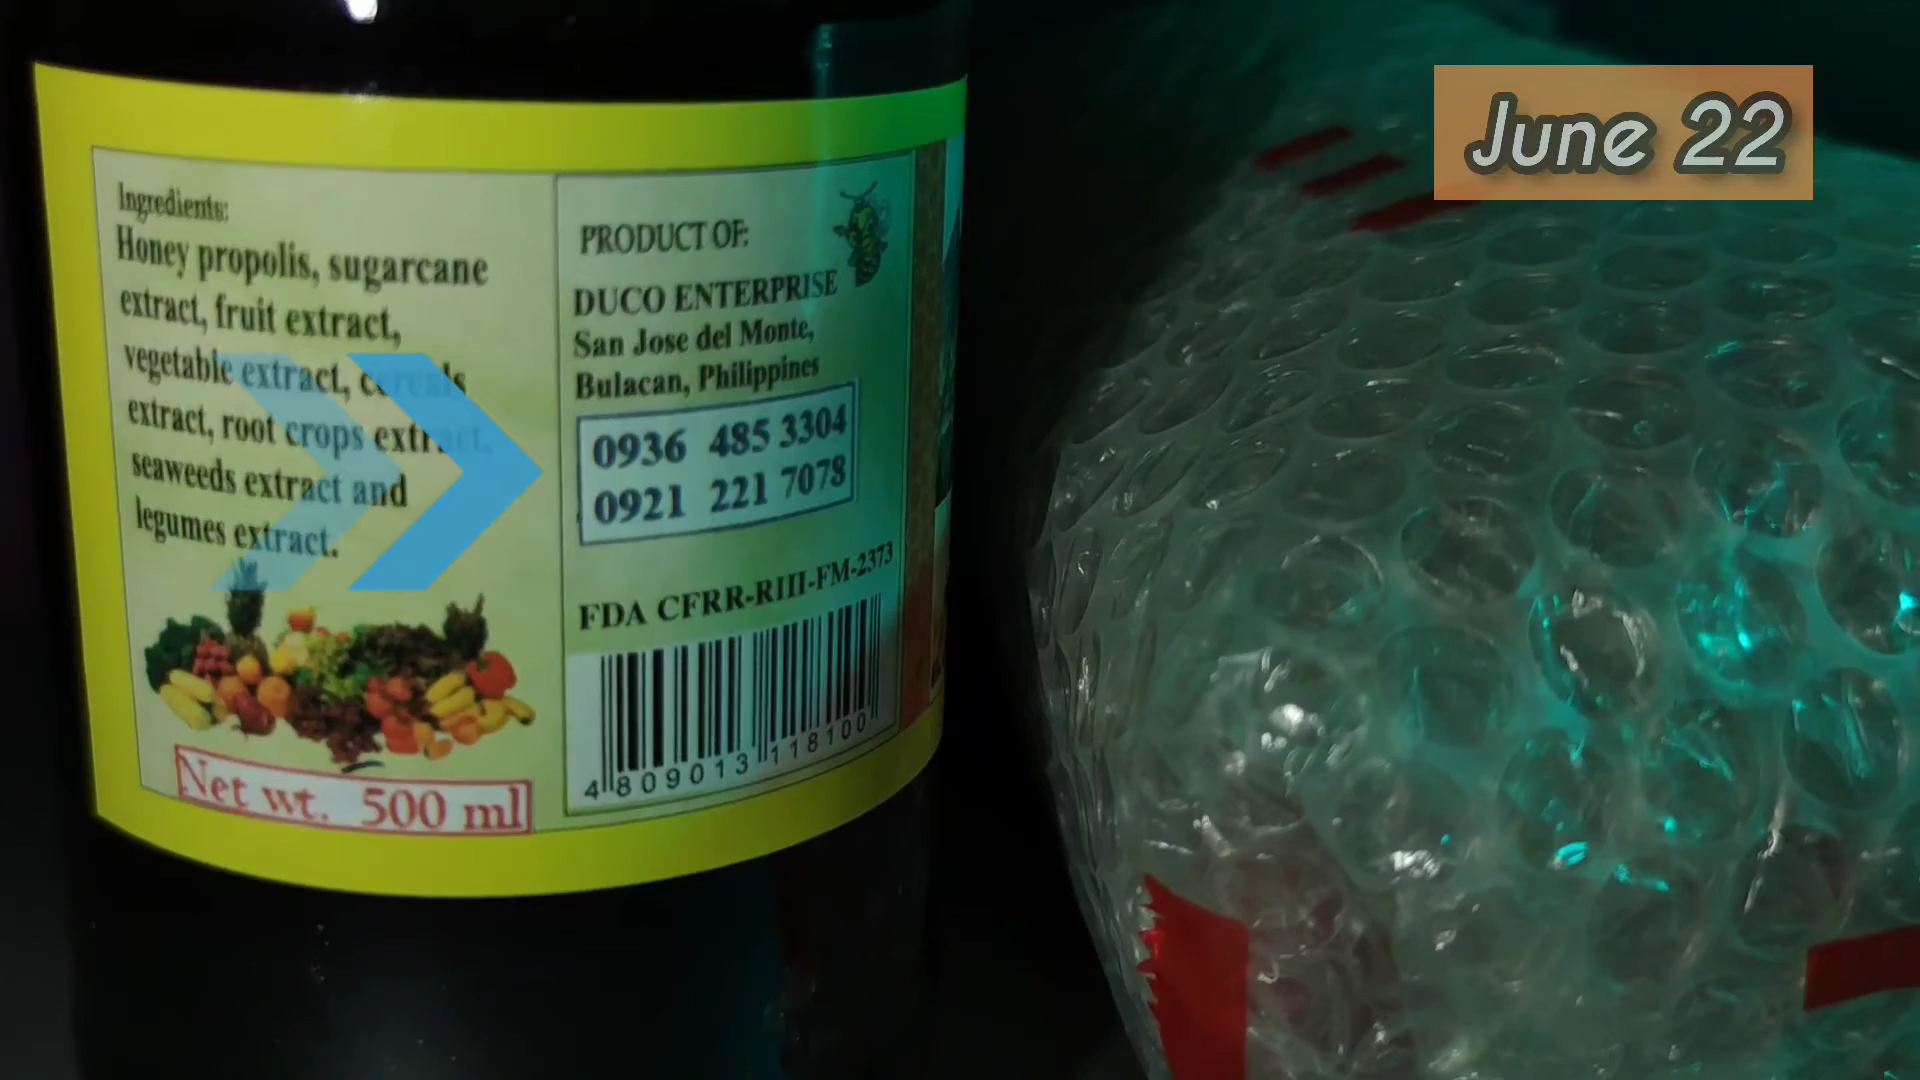 Ingredients:
Honey propolis, sugarcane
extract, fruit extract,
vegetable extract, cereals
extract, root crops extract,
seaweeds extract and
legumes extract.
Net wt. 500 ml
PRODUCT OF:
DUCO ENTERPRISE
San Jose del Monte,
Bulacan, Philippines
0936 485 3304
0921 221 7078
FDA CFRR-RIII-FM-2373
4 809013 118100
June 22